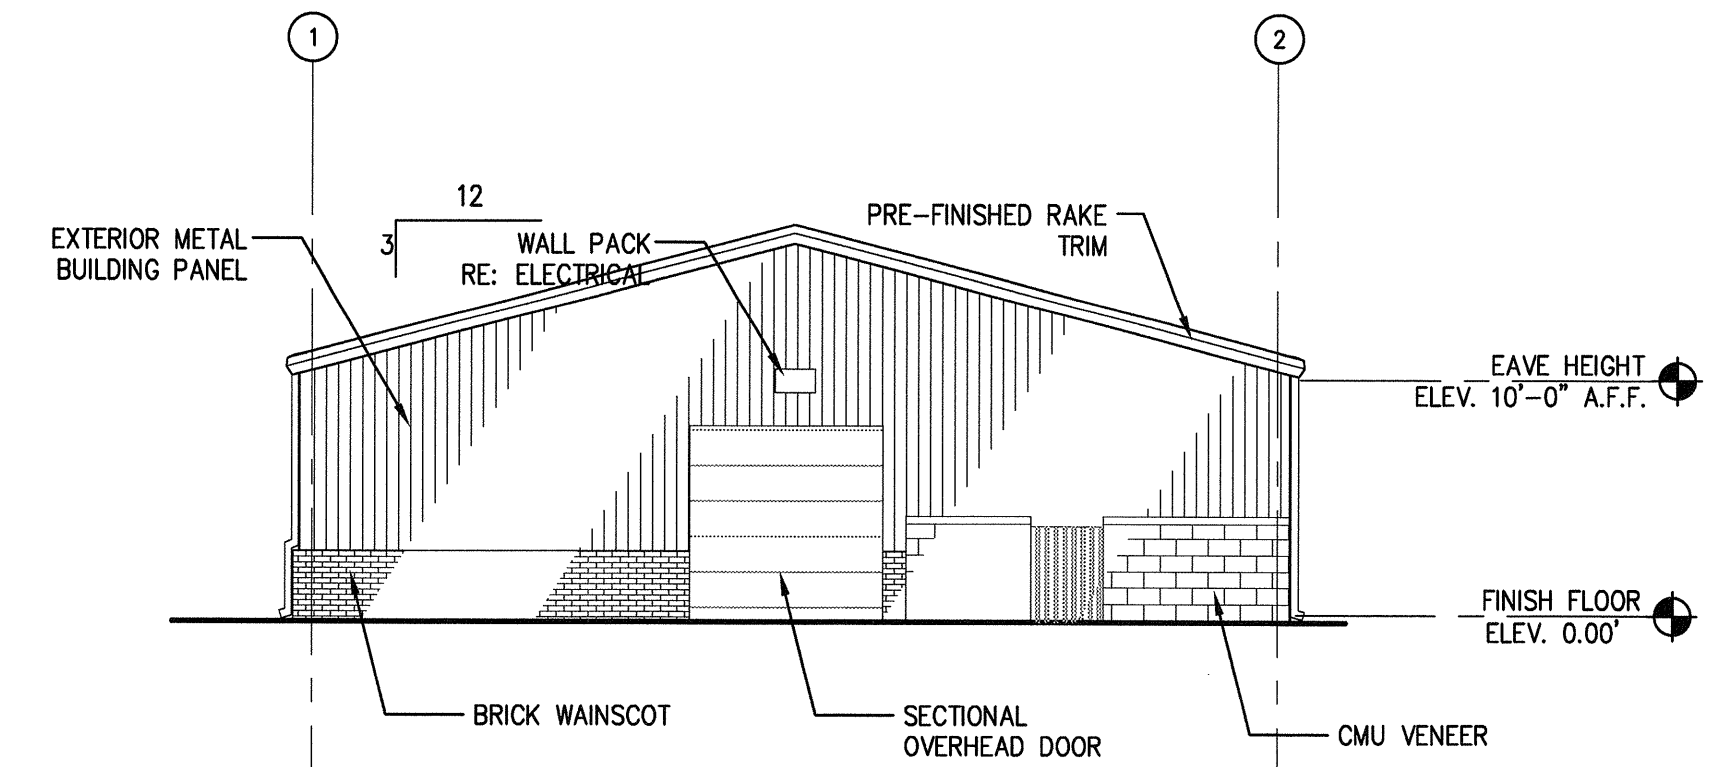 1
2
12
3
EXTERIOR METAL
BUILDING PANEL
WALL PACK
RE: ELECTRICAL
PRE-FINISHED RAKE
TRIM
EAVE HEIGHT
ELEV. 10'-0" A.F.F.
FINISH FLOOR
ELEV. 0.00'
BRICK WAINSCOT
SECTIONAL
OVERHEAD DOOR
CMU VENEER